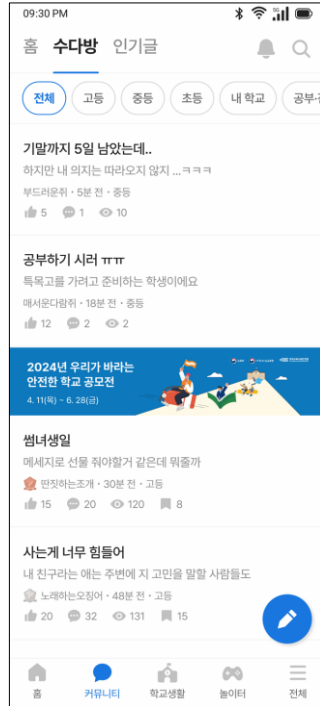 09:30 PM
홈 수다방 인기글
전체 고등 중등 초등 내 학교 공부·
기말까지 5일 남았는데..
하지만 내 의지는 따라오지 않지 ...ㅋㅋㅋ
부드러운쥐 · 5분 전 · 중등
5 1 10
공부하기 시러 ㅠㅠ
특목고를 가려고 준비하는 학생이에요
매서운다람쥐 · 18분 전 · 중등
12 2 2
2024년 우리가 바라는
안전한 학교 공모전
4. 11(목) ~ 6. 28(금)
썸녀생일
메세지로 선물 줘야할거 같은데 뭐줄까
딴짓하는조개 · 30분 전 · 고등
15 20 120 8
사는게 너무 힘들어
내 친구라는 애는 주변에 지 고민을 말할 사람들도
노래하는오징어 · 48분 전 · 고등
20 32 131 15
홈 커뮤니티 학교생활 놀이터 전체